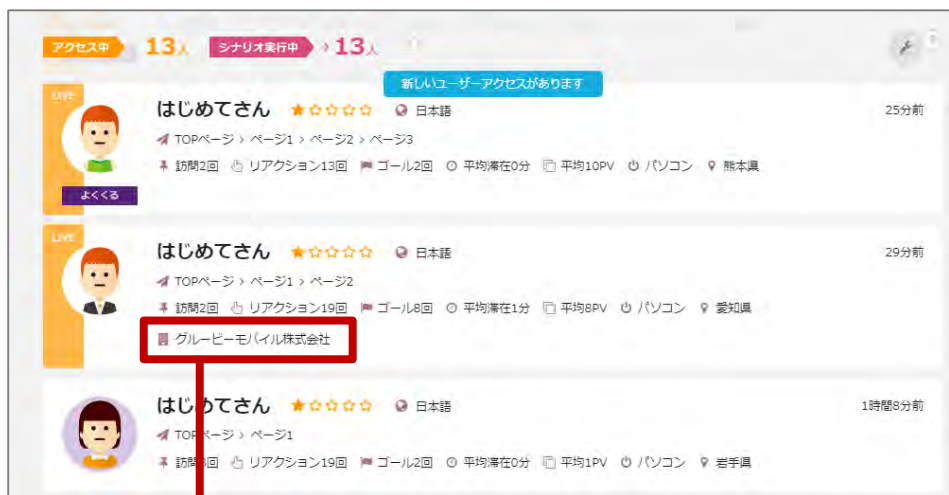 アクセス中 13人 シナリオ実行中 13人
新しいユーザーアクセスがあります
LIVE
はじめてさん 日本語 25分前
TOPページ > ページ1 > ページ2 > ページ3
訪問2回 リアクション13回 ゴール2回 平均滞在0分 平均10PV パソコン 熊本県
よくくる
LIVE
はじめてさん 日本語 29分前
TOPページ > ページ1 > ページ2
訪問2回 リアクション19回 ゴール8回 平均滞在1分 平均8PV パソコン 愛知県
グルービーモバイル株式会社
はじめてさん 日本語 1時間8分前
TOPページ > ページ1
訪問 回 リアクション19回 ゴール2回 平均滞在0分 平均1PV パソコン 岩手県